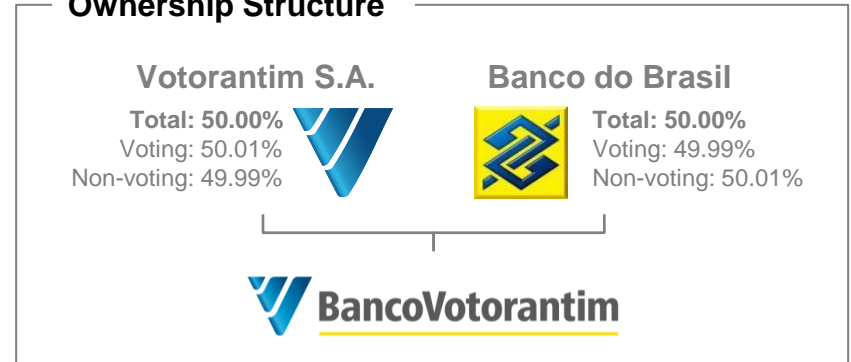 Ownership Structure
Votorantim S.A.
Total: 50.00%
Voting: 50.01%
Non-voting: 49.99%
Banco do Brasil
Total: 50.00%
Voting: 49.99%
Non-voting: 50.01%
BancoVotorantim